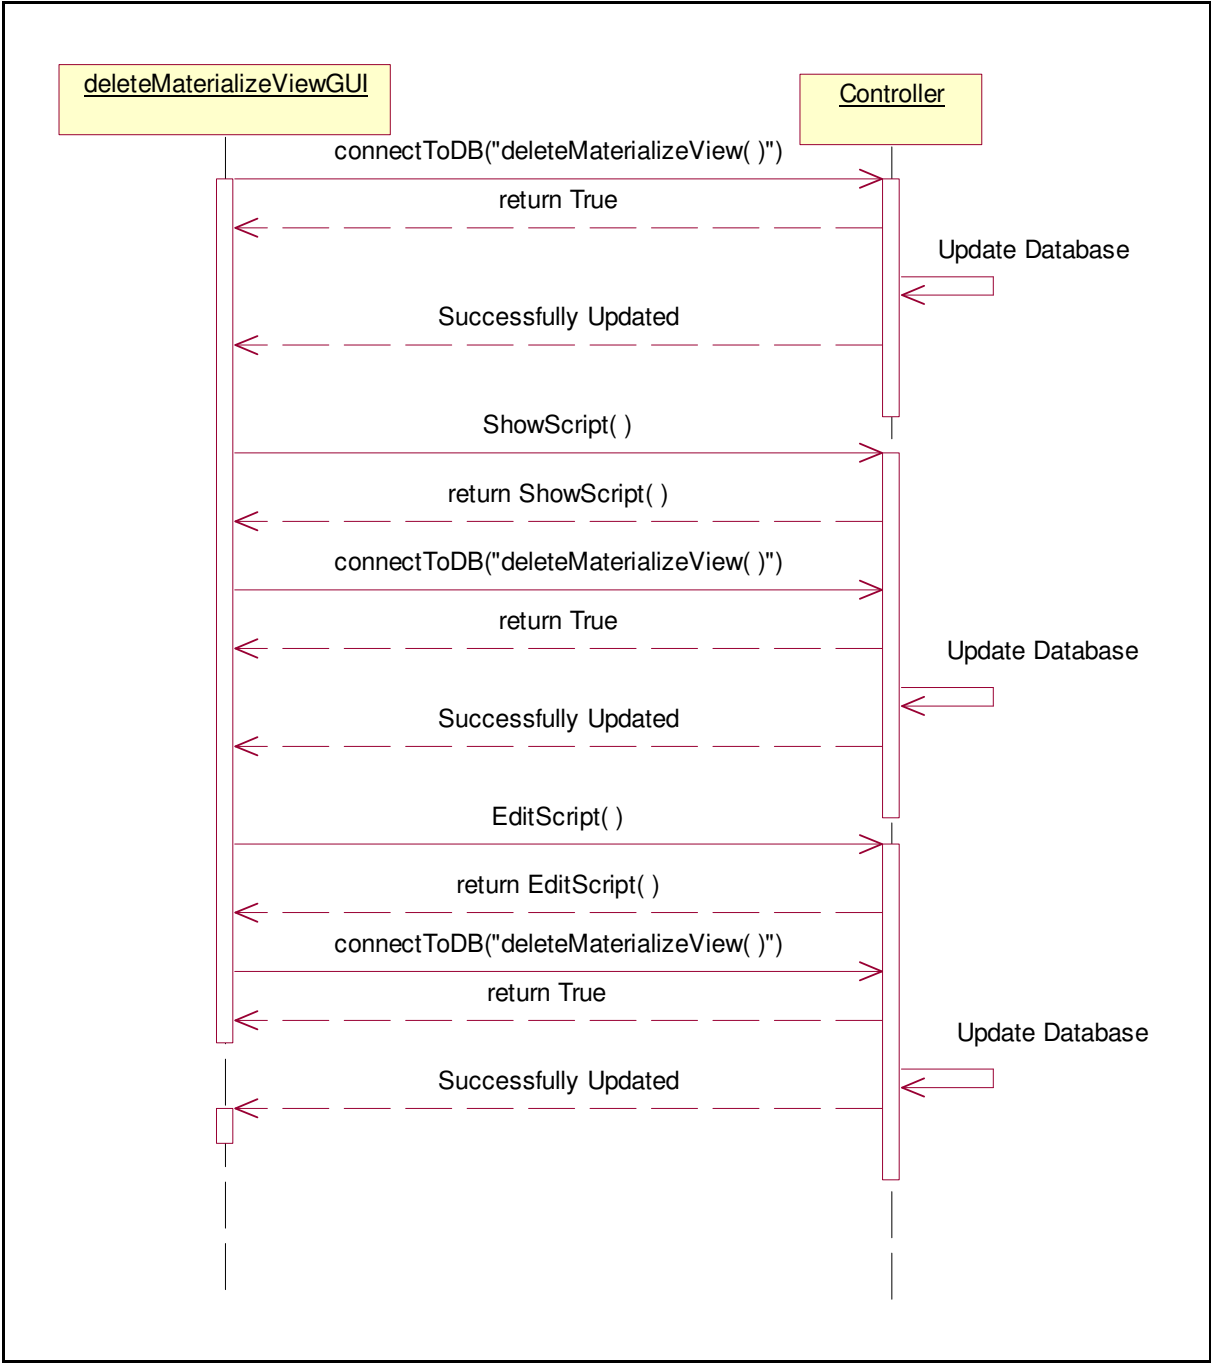 deleteMaterializeViewGUI
Controller
connectToDB("deleteMaterializeView( )")
return True
Update Database
Successfully Updated
ShowScript( )
return ShowScript( )
connectToDB("deleteMaterializeView( )")
return True
Update Database
Successfully Updated
EditScript( )
return EditScript( )
connectToDB("deleteMaterializeView( )")
return True
Update Database
Successfully Updated